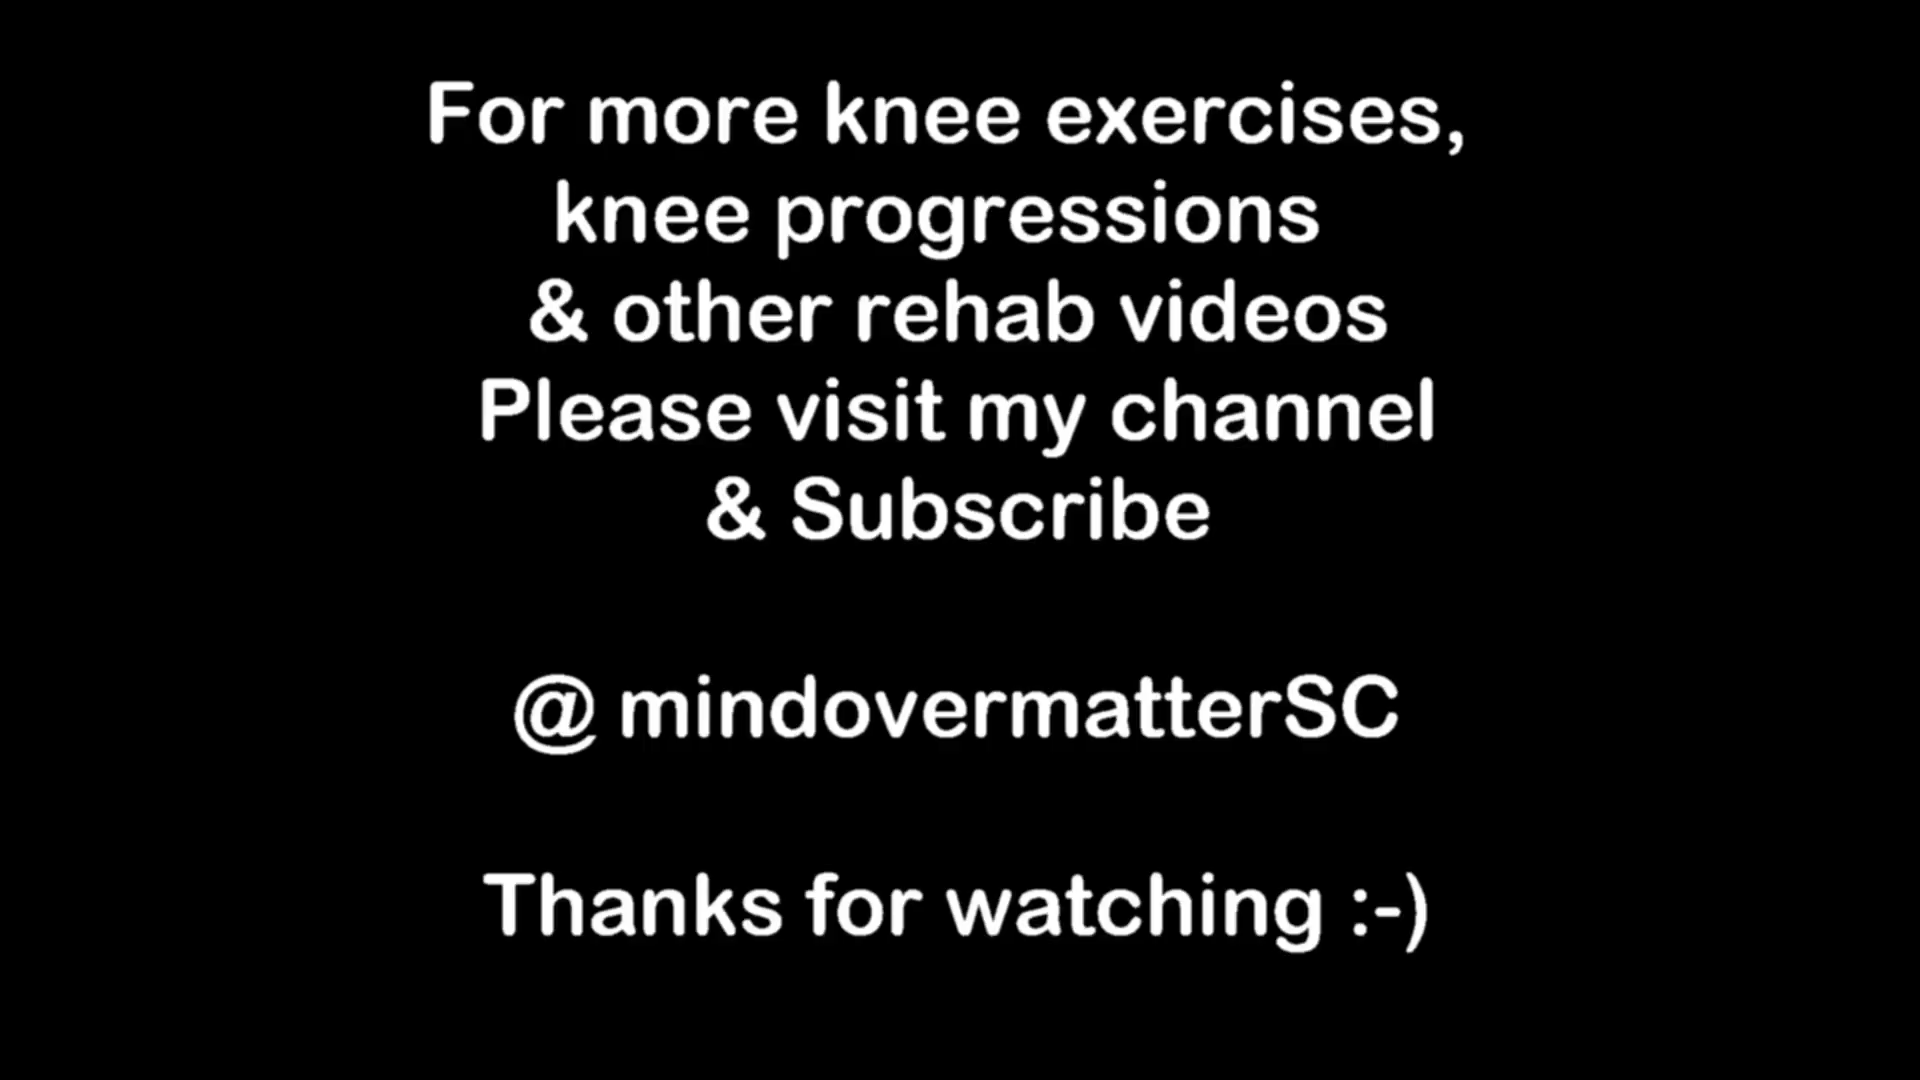 For more knee exercises,
knee progressions
& other rehab videos
Please visit my channel
& Subscribe
@ mindovermatterSC
Thanks for watching :-)